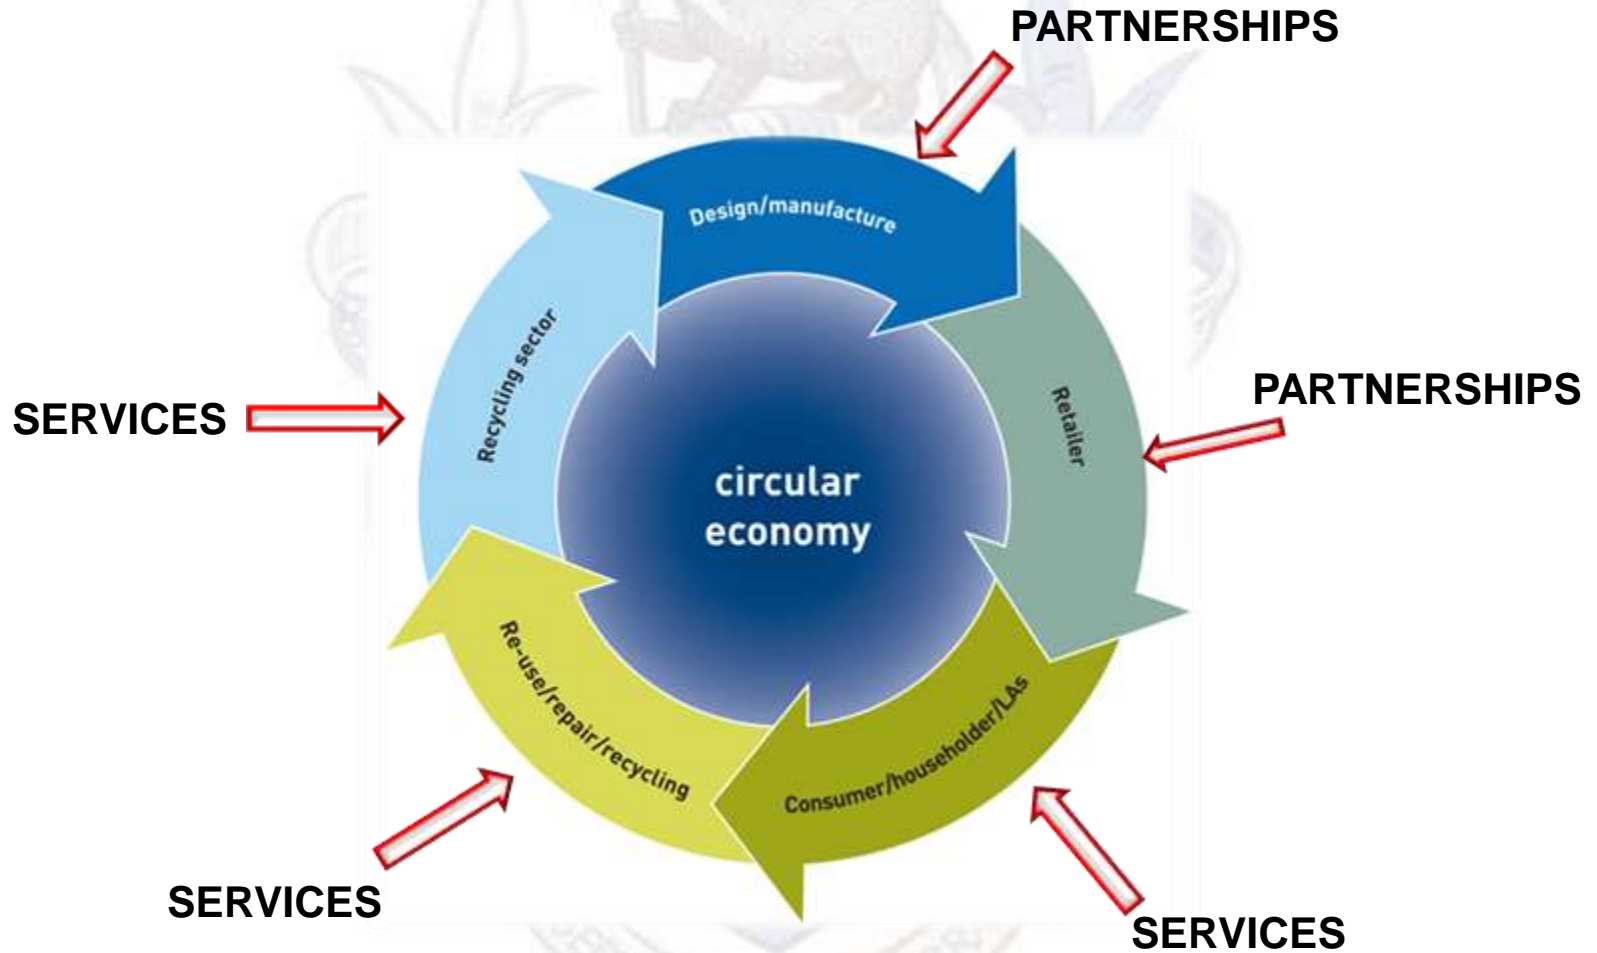 PARTNERSHIPS
Design/manufacture
Recycling sector
Retailer
PARTNERSHIPS
SERVICES
circular
economy
Re-use/repair/recycling
Consumer/householder/LAs
SERVICES
SERVICES